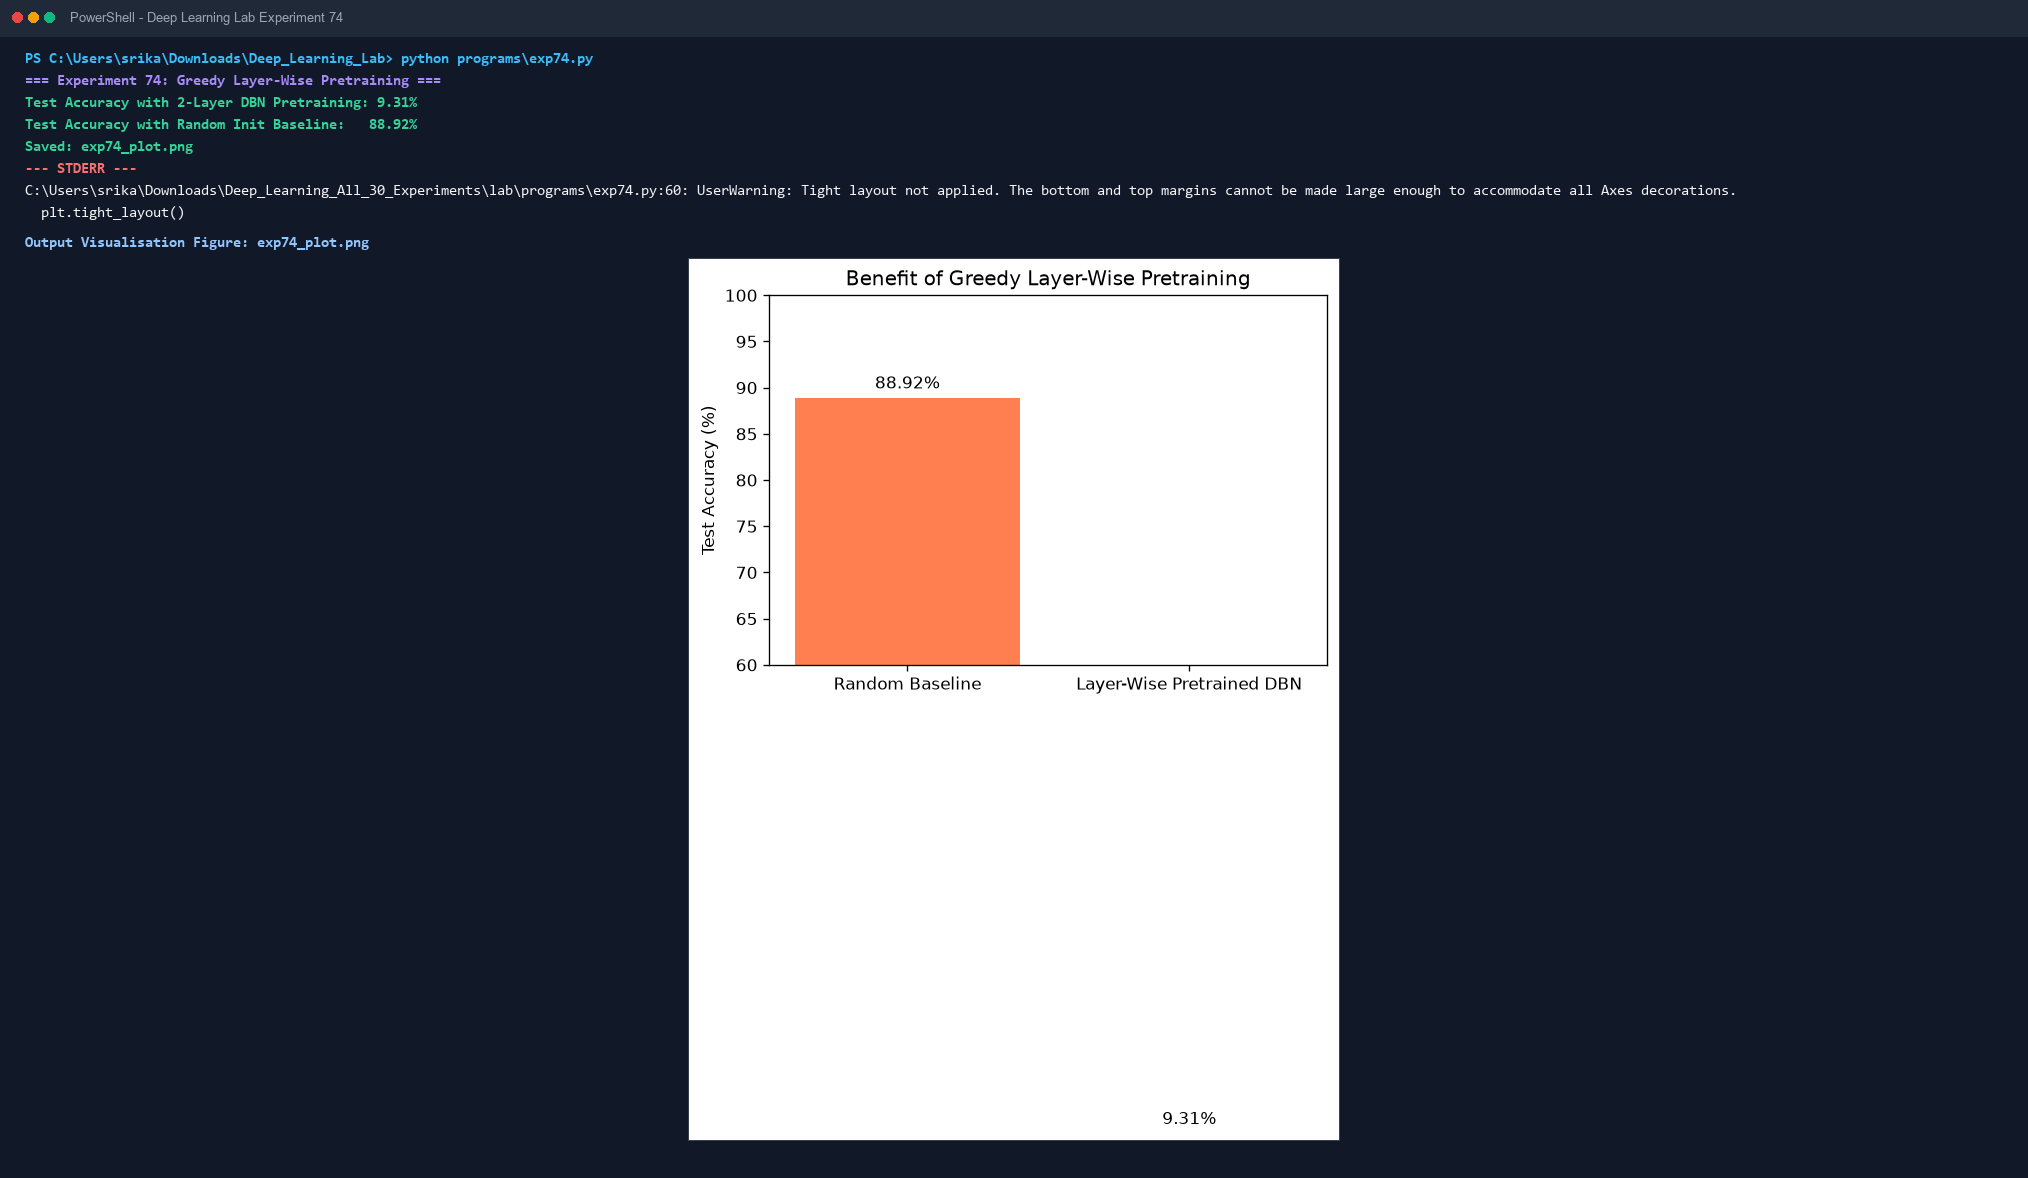 PowerShell - Deep Learning Lab Experiment 74
PS C:\Users\srika\Downloads\Deep_Learning_Lab> python programs\exp74.py
=== Experiment 74: Greedy Layer-Wise Pretraining ===
Test Accuracy with 2-Layer DBN Pretraining: 9.31%
Test Accuracy with Random Init Baseline:   88.92%
Saved: exp74_plot.png
--- STDERR ---
C:\Users\srika\Downloads\Deep_Learning_All_30_Experiments\lab\programs\exp74.py:60: UserWarning: Tight layout not applied. The bottom and top margins cannot be made large enough to accommodate all Axes decorations.
  plt.tight_layout()
Output Visualisation Figure: exp74_plot.png
Benefit of Greedy Layer-Wise Pretraining
100
95
90
85
80
75
70
65
60
Test Accuracy (%)
88.92%
Random Baseline
Layer-Wise Pretrained DBN
9.31%